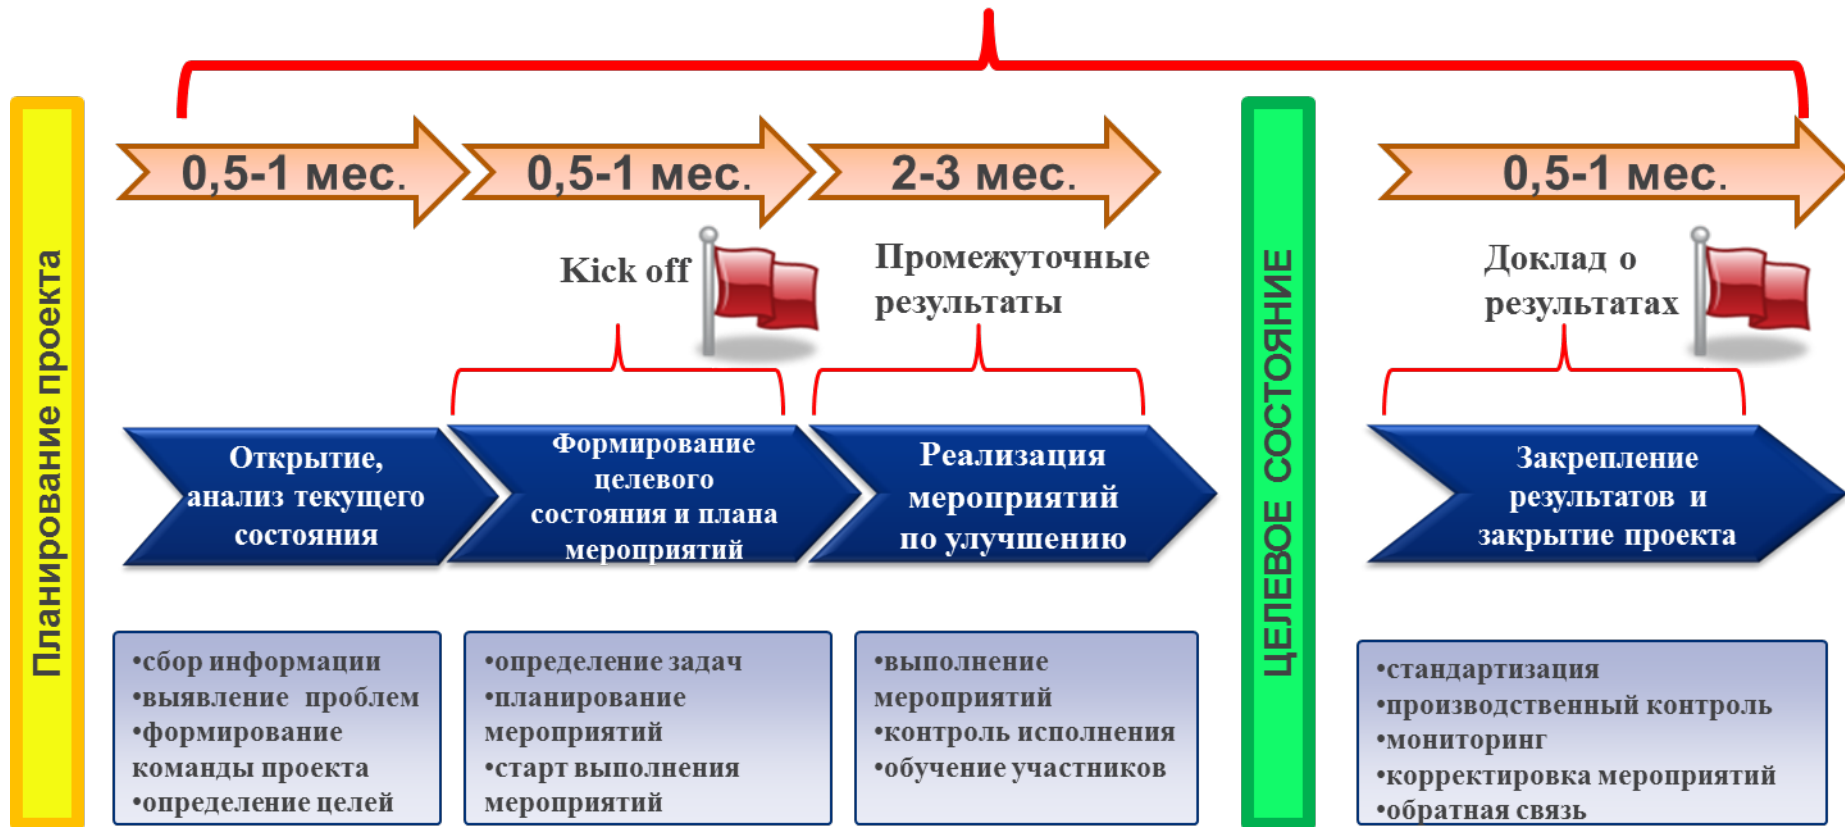 Планирование проекта
0,5-1 мес.
0,5-1 мес.
2-3 мес.
0,5-1 мес.
Kick off
Промежуточные
результаты
Доклад о
результатах
Открытие,
анализ текущего
состояния
Формирование
целевого
состояния и плана
мероприятий
Реализация
мероприятий
по улучшению
ЦЕЛЕВОЕ СОСТОЯНИЕ
Закрепление
результатов и
закрытие проекта
•сбор информации
•выявление проблем
•формирование
команды проекта
•определение целей
•определение задач
•планирование
мероприятий
•старт выполнения
мероприятий
•выполнение
мероприятий
•контроль исполнения
•обучение участников
•стандартизация
•производственный контроль
•мониторинг
•корректировка мероприятий
•обратная связь